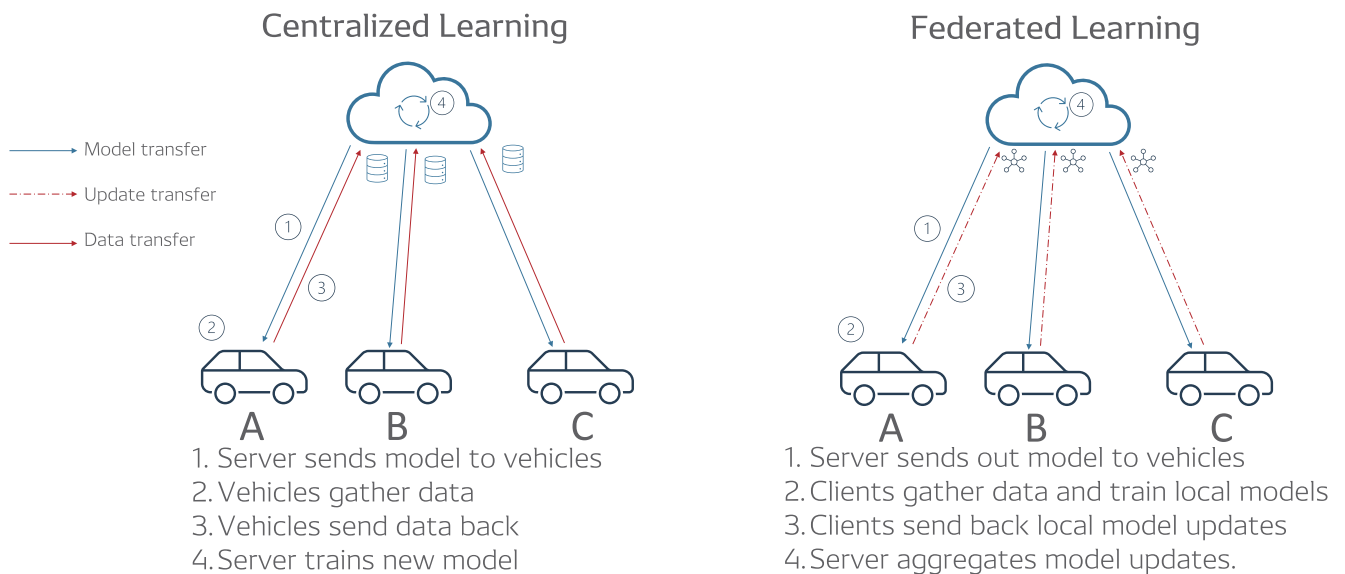 Centralized Learning
4
Model transfer
Update transfer
Data transfer
1
3
2
A B C
1. Server sends model to vehicles
2. Vehicles gather data
3. Vehicles send data back
4. Server trains new model
Federated Learning
4
1
3
2
A B C
1. Server sends out model to vehicles
2. Clients gather data and train local models
3. Clients send back local model updates
4. Server aggregates model updates.